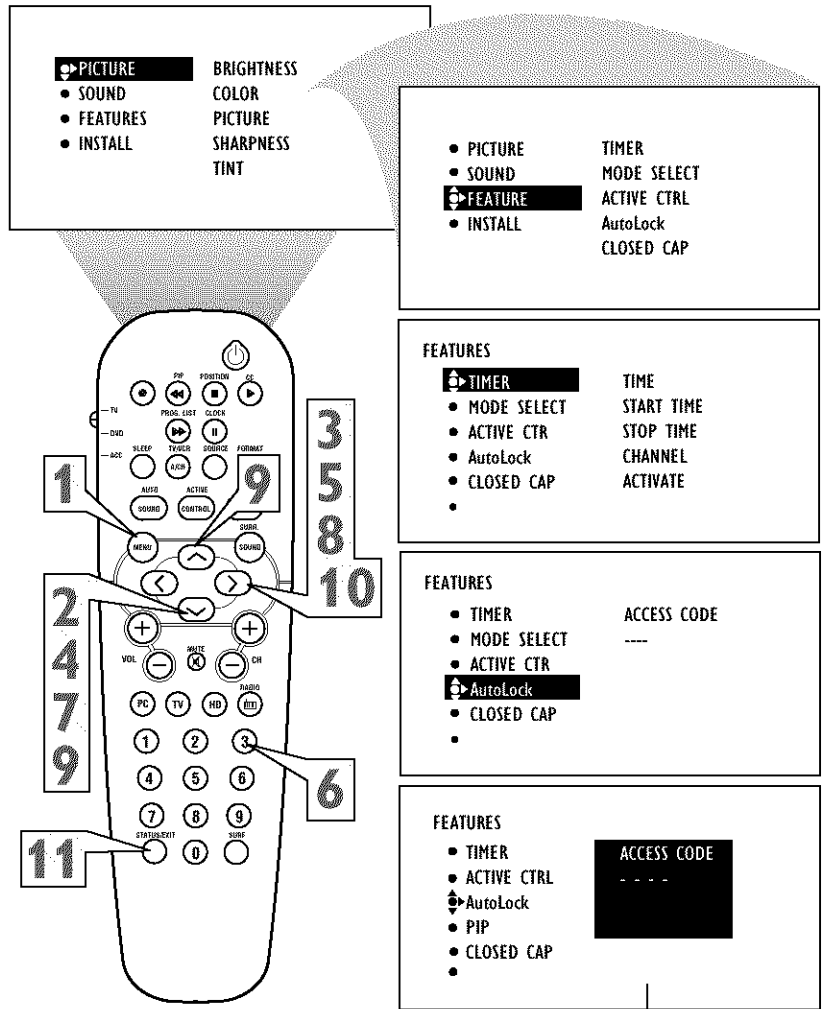 PICTURE BRIGHTNESS
• SOUND COLOR
• FEATURES PICTURE
• INSTALL SHARPNESS
TINT
• PICTURE TIMER
• SOUND MODE SELECT
FEATURE ACTIVE CTRL
• INSTALL AutoLock
CLOSED CAP
FEATURES
TIMER TIME
• MODE SELECT START TIME
• ACTIVE CTR STOP TIME
• AutoLock CHANNEL
• CLOSED CAP ACTIVATE
•
FEATURES
• TIMER ACCESS CODE
• MODE SELECT ----
• ACTIVE CTR
AutoLock
• CLOSED CAP
•
FEATURES
• TIMER ACCESS CODE
• ACTIVE CTRL - - - -
AutoLock
• PIP
• CLOSED CAP
•
PIP POSITION CC
TV
PROG. LIST CLOCK
DVD
ACC
SLEEP TV/VCR SOURCE FORMAT
A/CH
AUTO ACTIVE
SOUND CONTROL
SURR.
MENU SOUND
VOL MUTE CH
RADIO
PC TV HD
1 2 3
4 5 6
7 8 9
STATUS/EXIT SURF
0
1
9
3
5
8
10
2
4
7
9
6
11